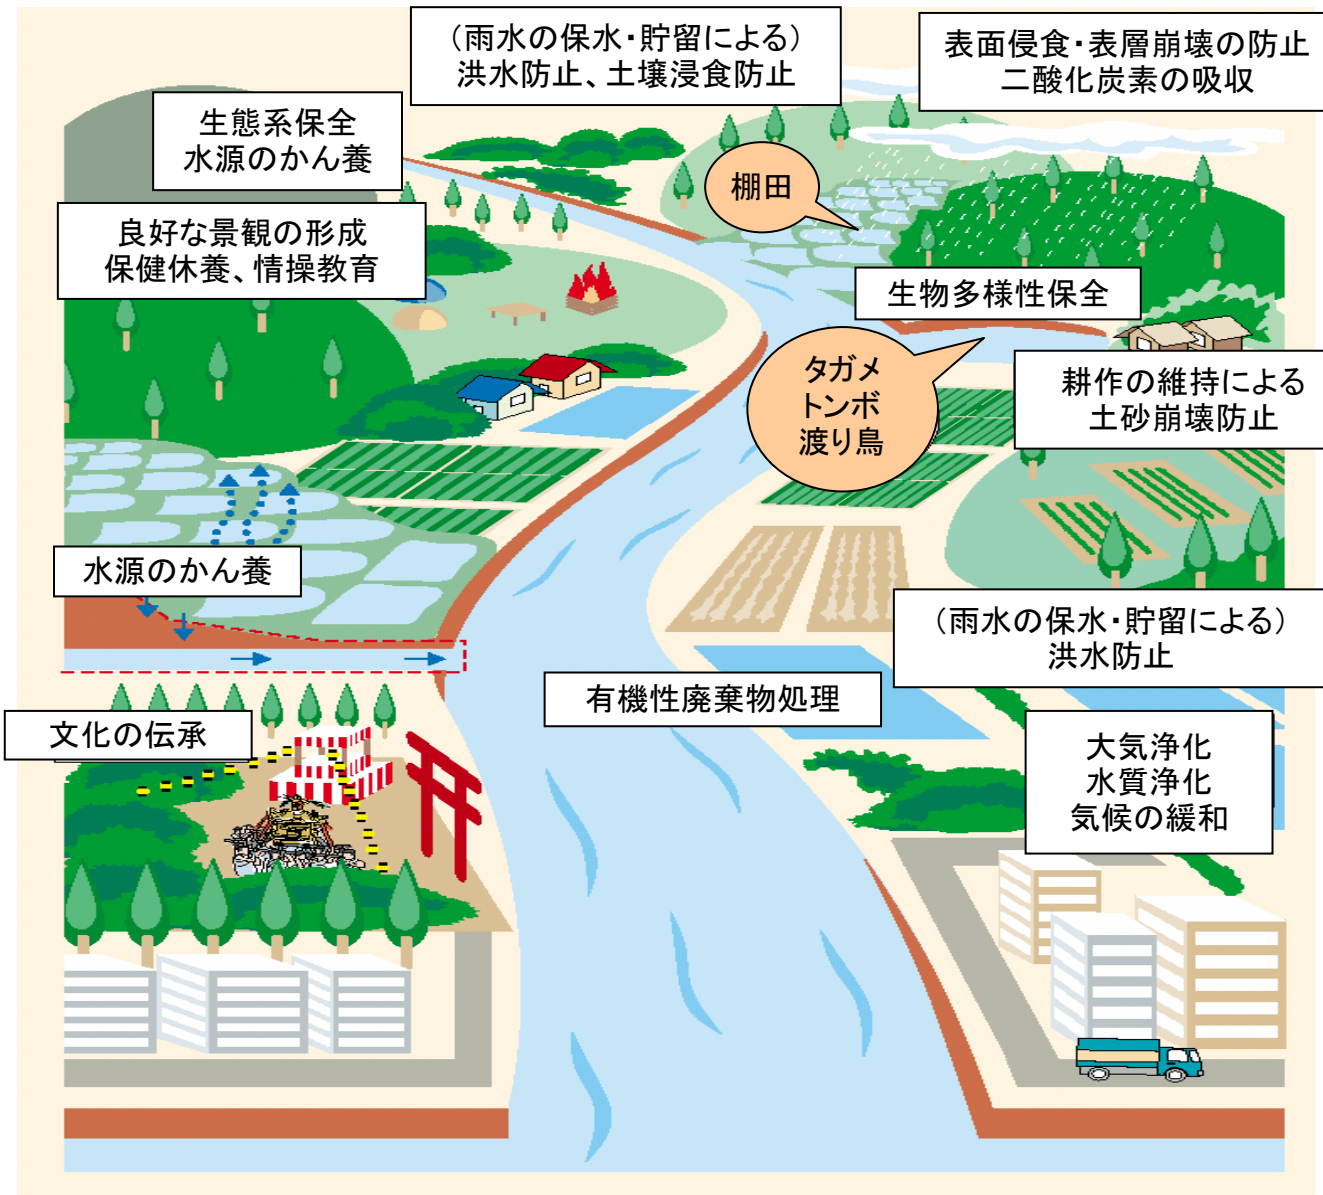 (雨水の保水・貯留による)
洪水防止、土壌浸食防止
表面侵食・表層崩壊の防止
二酸化炭素の吸収
生態系保全
水源のかん養
棚田
良好な景観の形成
保健休養、情操教育
生物多様性保全
タガメ
トンボ
渡り鳥
耕作の維持による
土砂崩壊防止
水源のかん養
(雨水の保水・貯留による)
洪水防止
有機性廃棄物処理
文化の伝承
大気浄化
水質浄化
気候の緩和